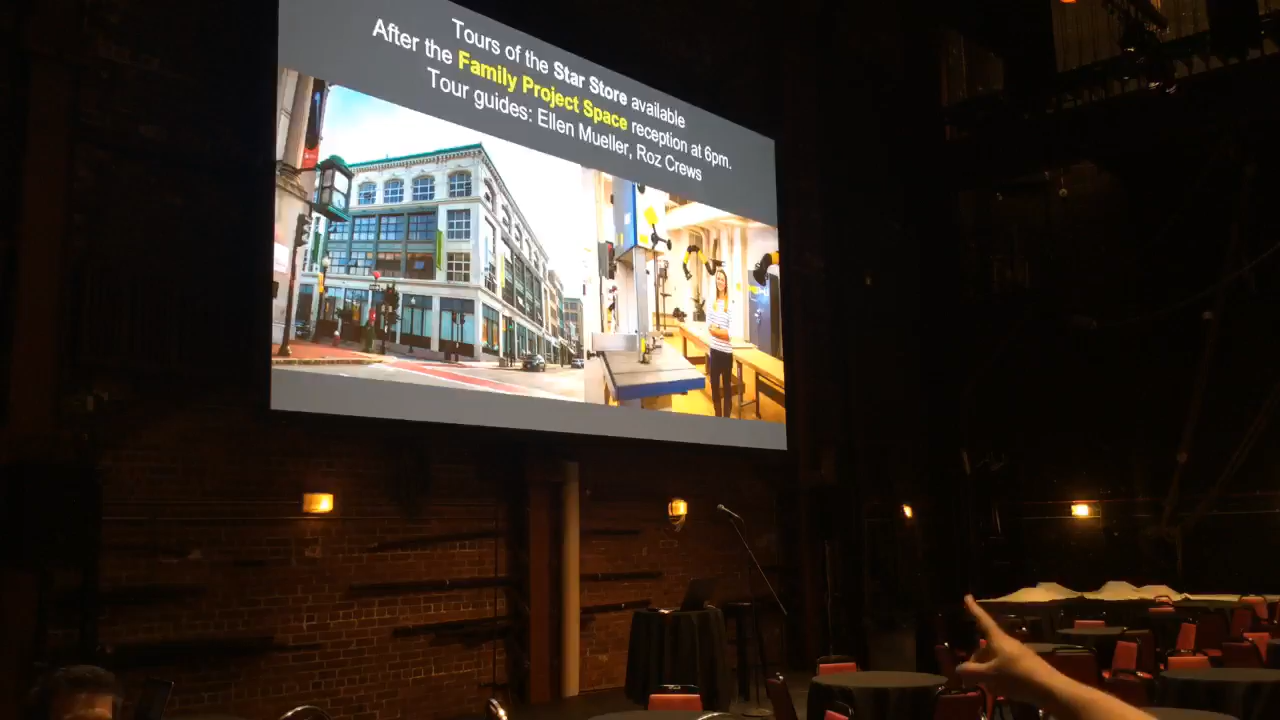 Tours of the Star Store available
After the Family Project Space reception at 6pm.
Tour guides: Ellen Mueller, Roz Crews